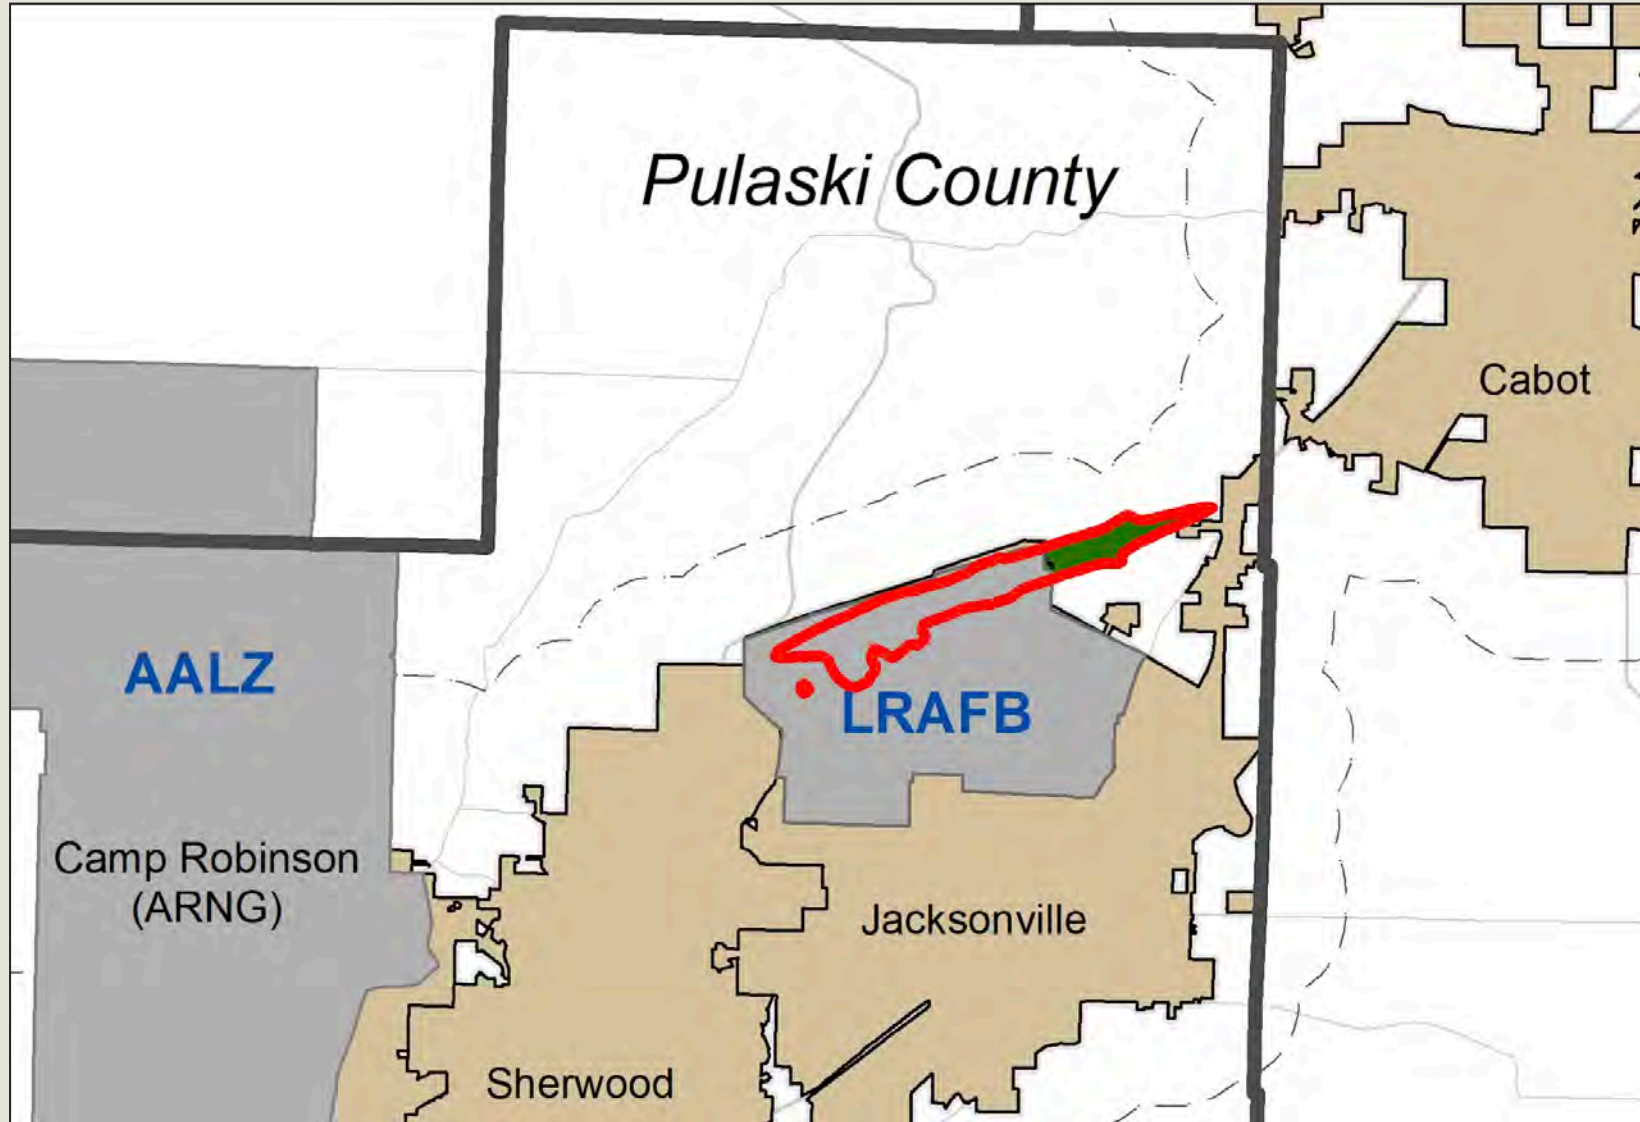 Pulaski County
Cabot
AALZ
LRAFB
Camp Robinson
(ARNG)
Jacksonville
Sherwood